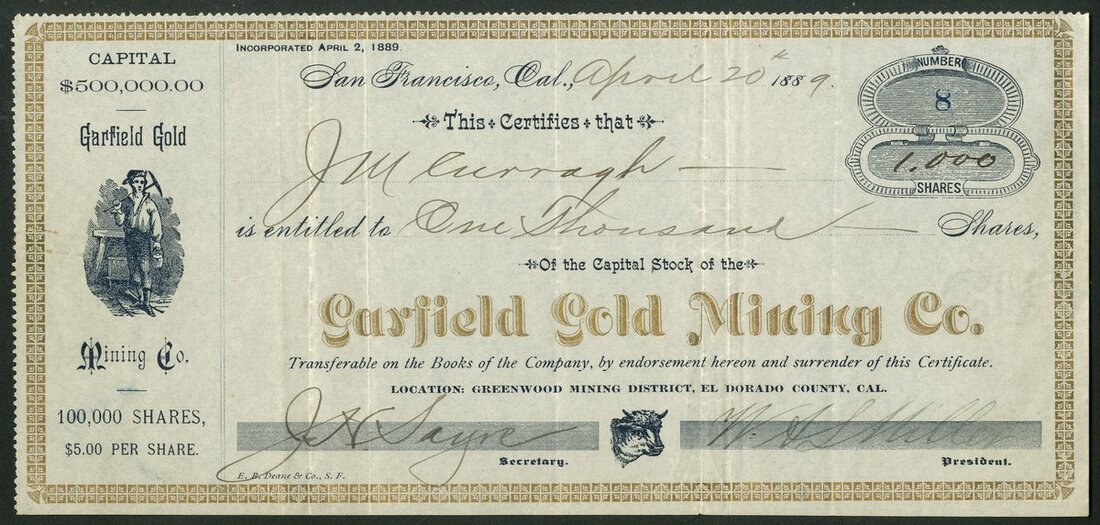 CAPITAL
$500,000.00
Garfield Gold
Mining Co.
100,000 SHARES,
$5.00 PER SHARE.
INCORPORATED APRIL 2, 1889.
San Francisco, Cal., April 20th 1889.
NUMBER
8
1,000
SHARES
This Certifies that
J M Curragh
is entitled to One Thousand Shares,
Of the Capital Stock of the
Garfield Gold Mining Co.
Transferable on the Books of the Company, by endorsement hereon and surrender of this Certificate.
LOCATION: GREENWOOD MINING DISTRICT, EL DORADO COUNTY, CAL.
J N Sayre
Secretary.
President.
E. B. Deane & Co., S. F.